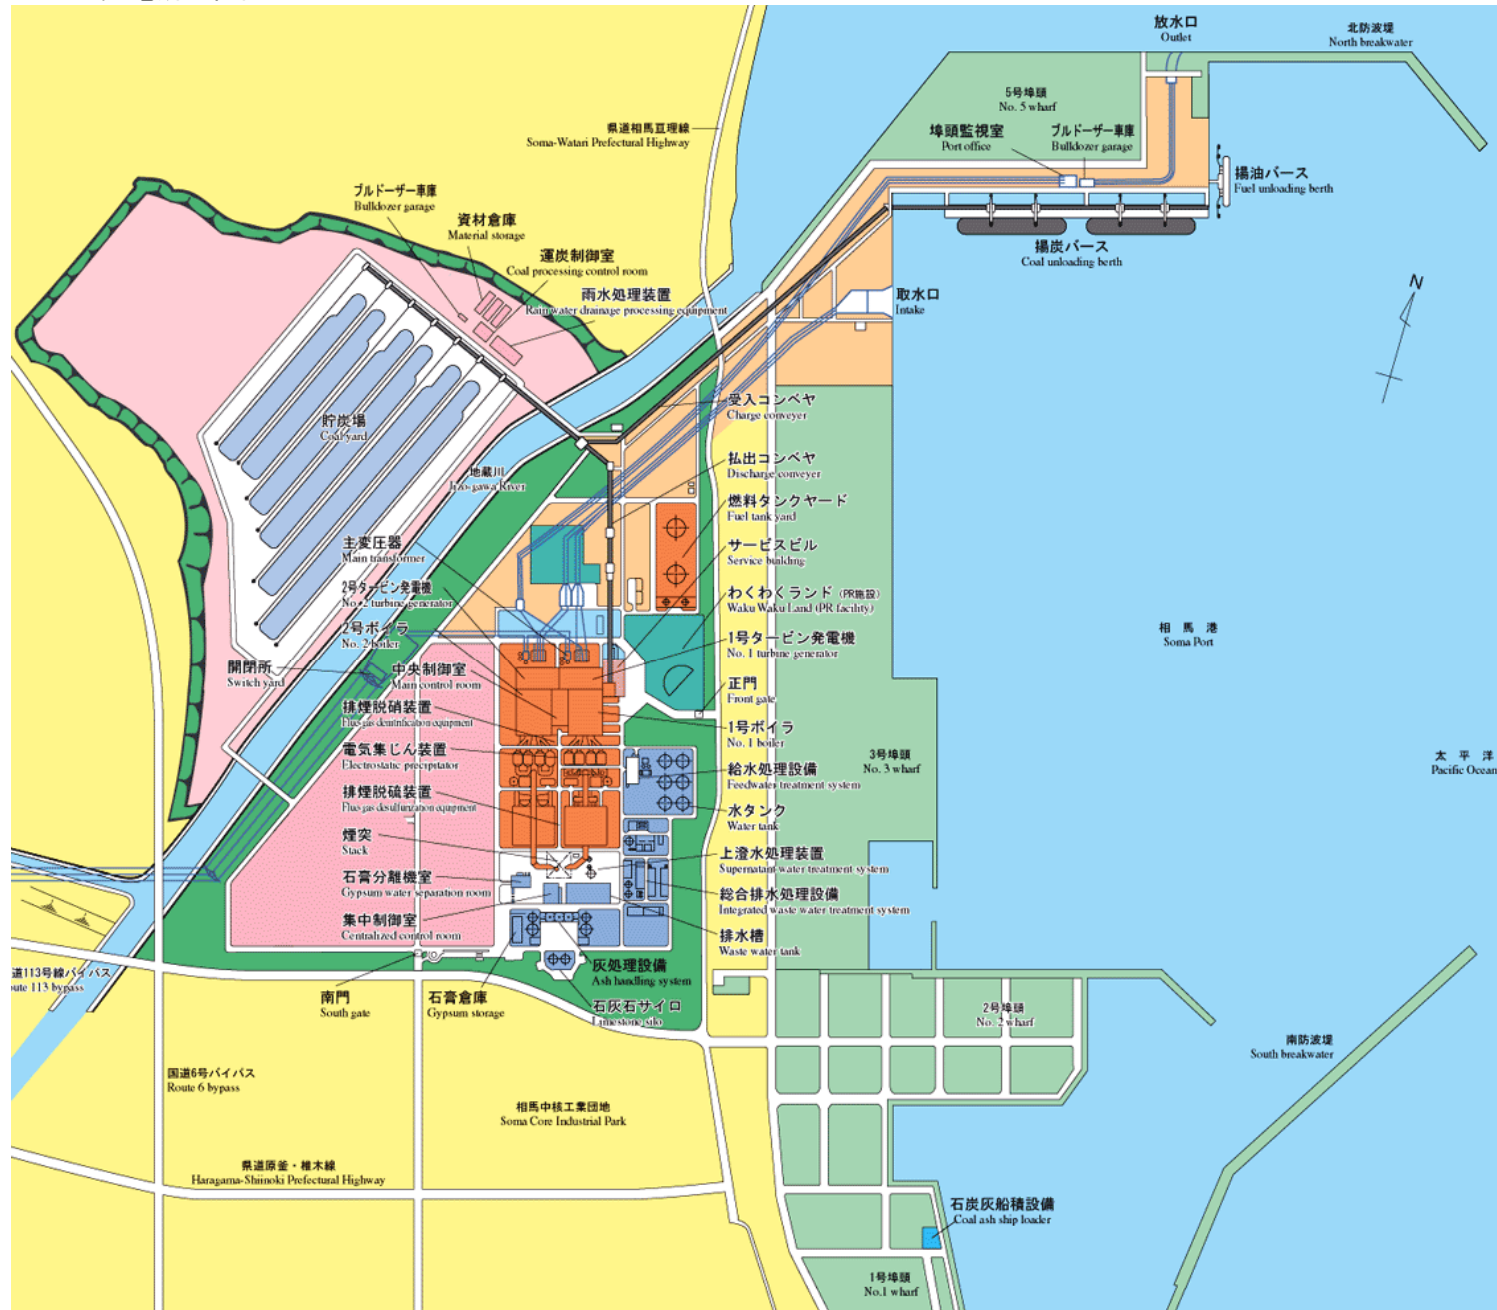 放水口
Outlet
北防波堤
North breakwater
5号埠頭
No. 5 wharf
県道相馬亘理線
Soma-Watari Prefectural Highway
埠頭監視室
Port office
ブルドーザー車庫
Bulldozer garage
揚油バース
Fuel unloading berth
ブルドーザー車庫
Bulldozer garage
資材倉庫
Material storage
運炭制御室
Coal processing control room
揚炭バース
Coal unloading berth
雨水処理装置
Rain water drainage processing equipment
取水口
Intake
N
受入コンベヤ
Charge conveyer
貯炭場
Coal yard
地蔵川
Jizo-gawa River
払出コンベヤ
Discharge conveyer
燃料タンクヤード
Fuel tank yard
主変圧器
Main transformer
サービスビル
Service building
2号タービン発電機
No. 2 turbine generator
わくわくランド (PR施設)
Waku Waku Land (PR facility)
2号ボイラ
No. 2 boiler
1号タービン発電機
No. 1 turbine generator
相馬港
Soma Port
開閉所
Switch yard
中央制御室
Main control room
正門
Front gate
排煙脱硝装置
Flue gas denitrification equipment
1号ボイラ
No. 1 boiler
電気集じん装置
Electrostatic precipitator
3号埠頭
No. 3 wharf
太平洋
Pacific Ocean
給水処理設備
Feedwater treatment system
排煙脱硫装置
Flue gas desulfurization equipment
水タンク
Water tank
煙突
Stack
上澄水処理装置
Supernatant water treatment system
石膏分離機室
Gypsum water separation room
総合排水処理設備
Integrated waste water treatment system
集中制御室
Centralized control room
排水槽
Waste water tank
道113号線バイパス
ute 113 bypass
灰処理設備
Ash handling system
南門
South gate
石膏倉庫
Gypsum storage
石灰石サイロ
Limestone silo
2号埠頭
No. 2 wharf
南防波堤
South breakwater
国道6号バイパス
Route 6 bypass
相馬中核工業団地
Soma Core Industrial Park
県道原釜・椎木線
Haragama-Shiinoki Prefectural Highway
石炭灰船積設備
Coal ash ship loader
1号埠頭
No.1 wharf